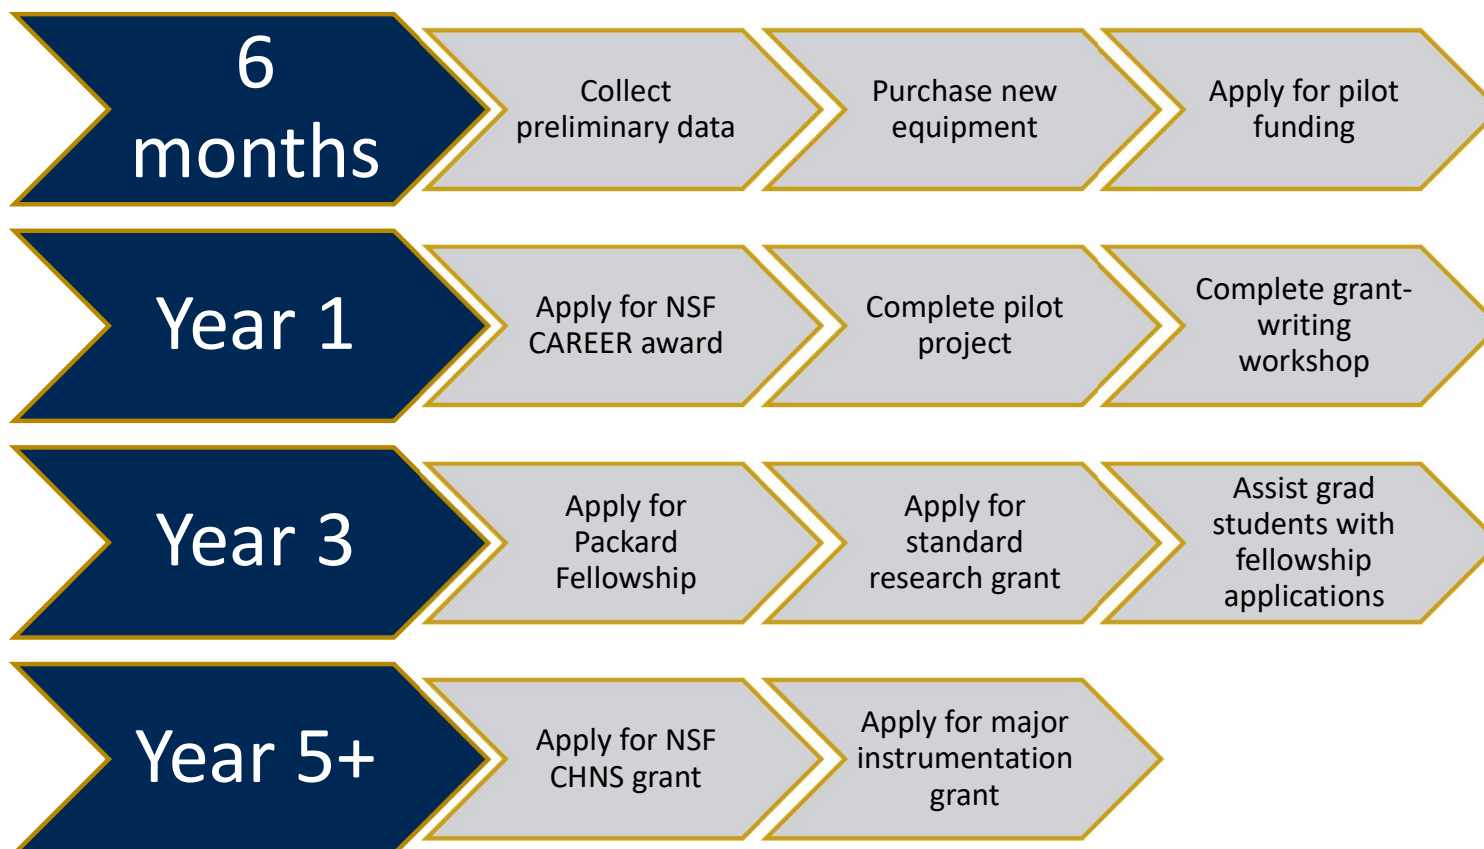 6
months
Collect
preliminary data
Purchase new
equipment
Apply for pilot
funding
Year 1
Apply for NSF
CAREER award
Complete pilot
project
Complete grant-
writing
workshop
Year 3
Apply for
Packard
Fellowship
Apply for
standard
research grant
Assist grad
students with
fellowship
applications
Year 5+
Apply for NSF
CHNS grant
Apply for major
instrumentation
grant